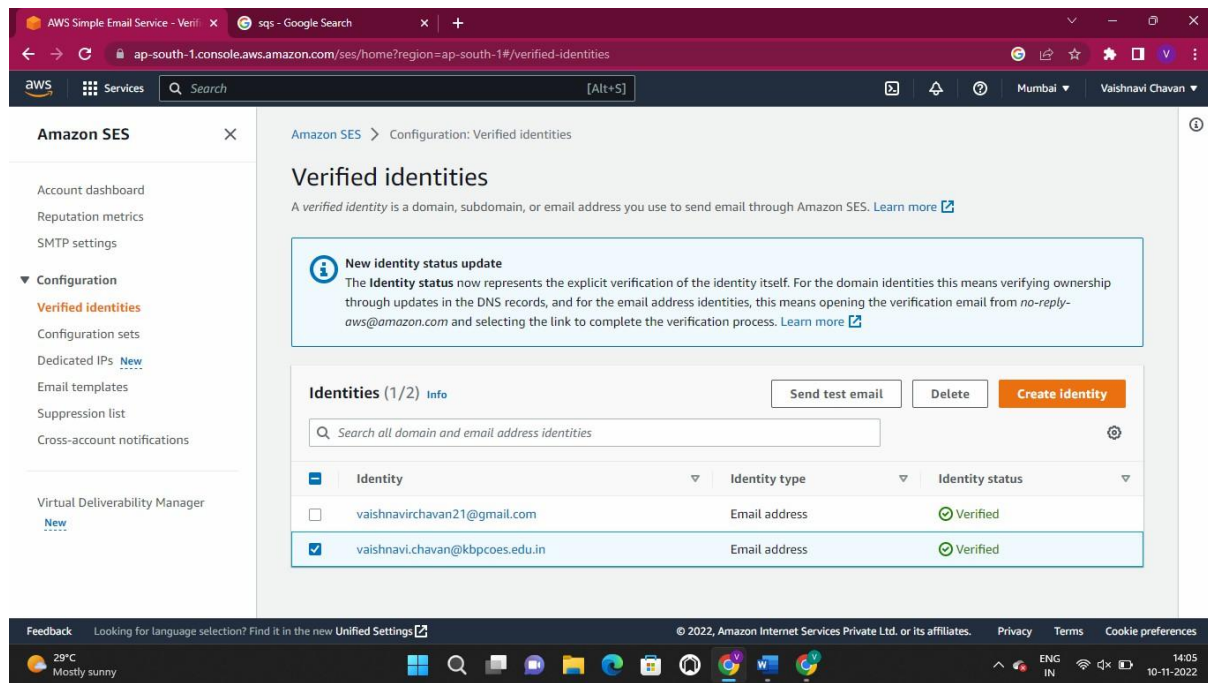 AWS Simple Email Service - Verifi
sqs - Google Search
ap-south-1.console.aws.amazon.com/ses/home?region=ap-south-1#/verified-identities
V
aws
Services
Search
[Alt+S]
Mumbai
Vaishnavi Chavan
Amazon SES
Account dashboard
Reputation metrics
SMTP settings
Configuration
Verified identities
Configuration sets
Dedicated IPs New
Email templates
Suppression list
Cross-account notifications
Virtual Deliverability Manager
New
Amazon SES > Configuration: Verified identities
Verified identities
A verified identity is a domain, subdomain, or email address you use to send email through Amazon SES. Learn more
New identity status update
The Identity status now represents the explicit verification of the identity itself. For the domain identities this means verifying ownership
through updates in the DNS records, and for the email address identities, this means opening the verification email from no-reply-
aws@amazon.com and selecting the link to complete the verification process. Learn more
Identities (1/2) Info
Send test email
Delete
Create identity
Search all domain and email address identities
Identity Identity type Identity status
vaishnavirchavan21@gmail.com Email address Verified
vaishnavi.chavan@kbpcoes.edu.in Email address Verified
Feedback Looking for language selection? Find it in the new Unified Settings © 2022, Amazon Internet Services Private Ltd. or its affiliates. Privacy Terms Cookie preferences
29°C
Mostly sunny
ENG
IN
14:05
10-11-2022